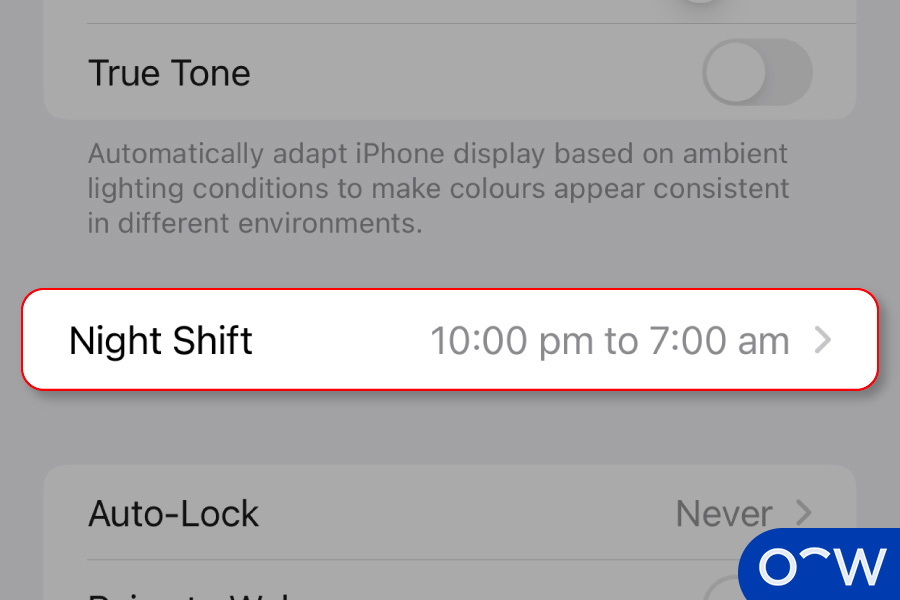 True Tone
Automatically adapt iPhone display based on ambient
lighting conditions to make colours appear consistent
in different environments.
Night Shift 10:00 pm to 7:00 am
Auto-Lock Never